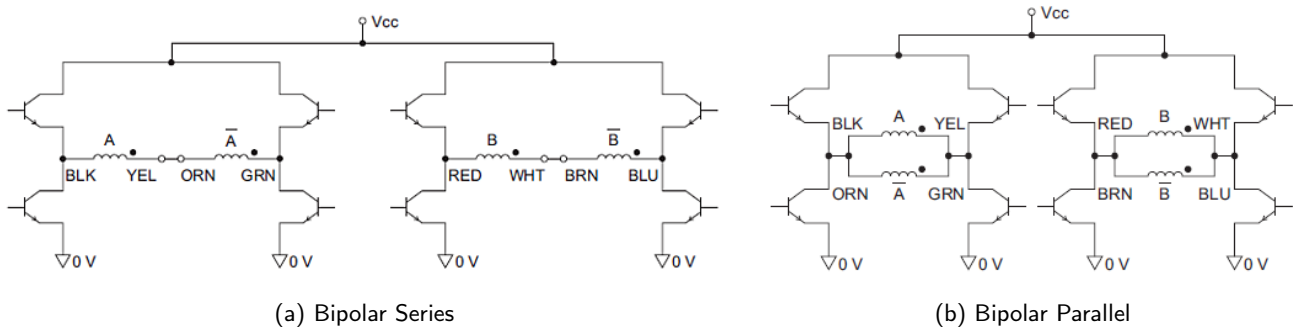 Vcc
A A̅ B B̅
BLK YEL ORN GRN RED WHT BRN BLU
0 V 0 V 0 V 0 V
(a) Bipolar Series
Vcc
BLK A YEL RED B WHT
ORN A̅ GRN BRN B̅ BLU
0 V 0 V 0 V 0 V
(b) Bipolar Parallel